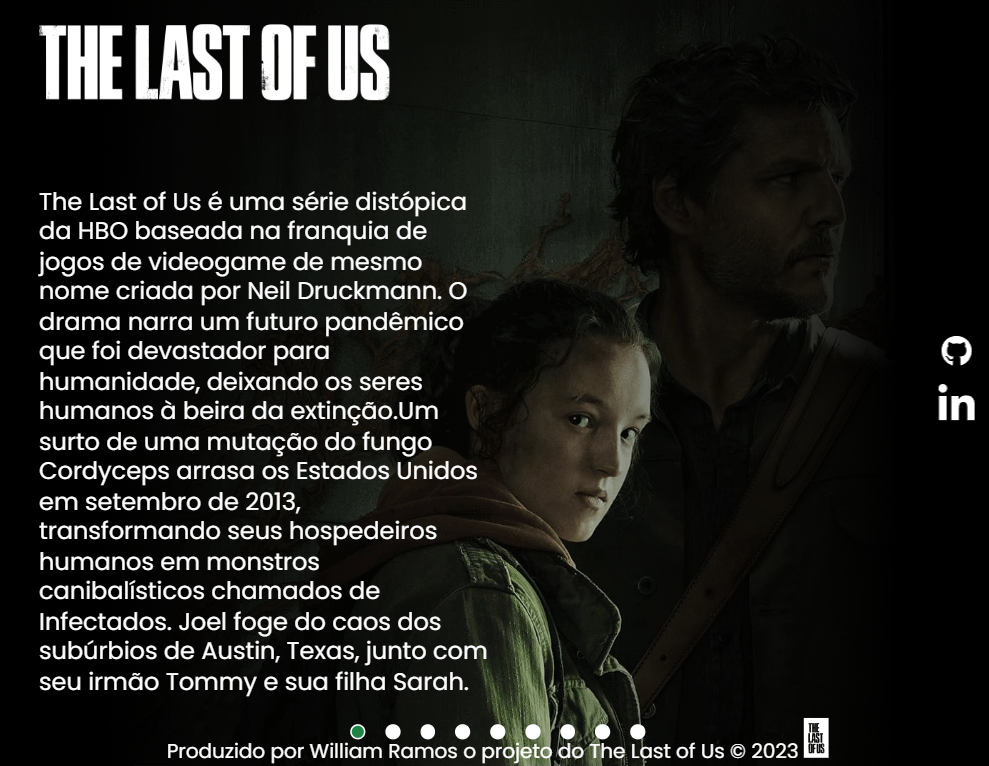 THE LAST OF US
The Last of Us é uma série distópica
da HBO baseada na franquia de
jogos de videogame de mesmo
nome criada por Neil Druckmann. O
drama narra um futuro pandêmico
que foi devastador para
humanidade, deixando os seres
humanos à beira da extinção.Um
surto de uma mutação do fungo
Cordyceps arrasa os Estados Unidos
em setembro de 2013,
transformando seus hospedeiros
humanos em monstros
canibalísticos chamados de
Infectados. Joel foge do caos dos
subúrbios de Austin, Texas, junto com
seu irmão Tommy e sua filha Sarah.
in
Produzido por William Ramos o projeto do The Last of Us © 2023
THE
LAST
OF US